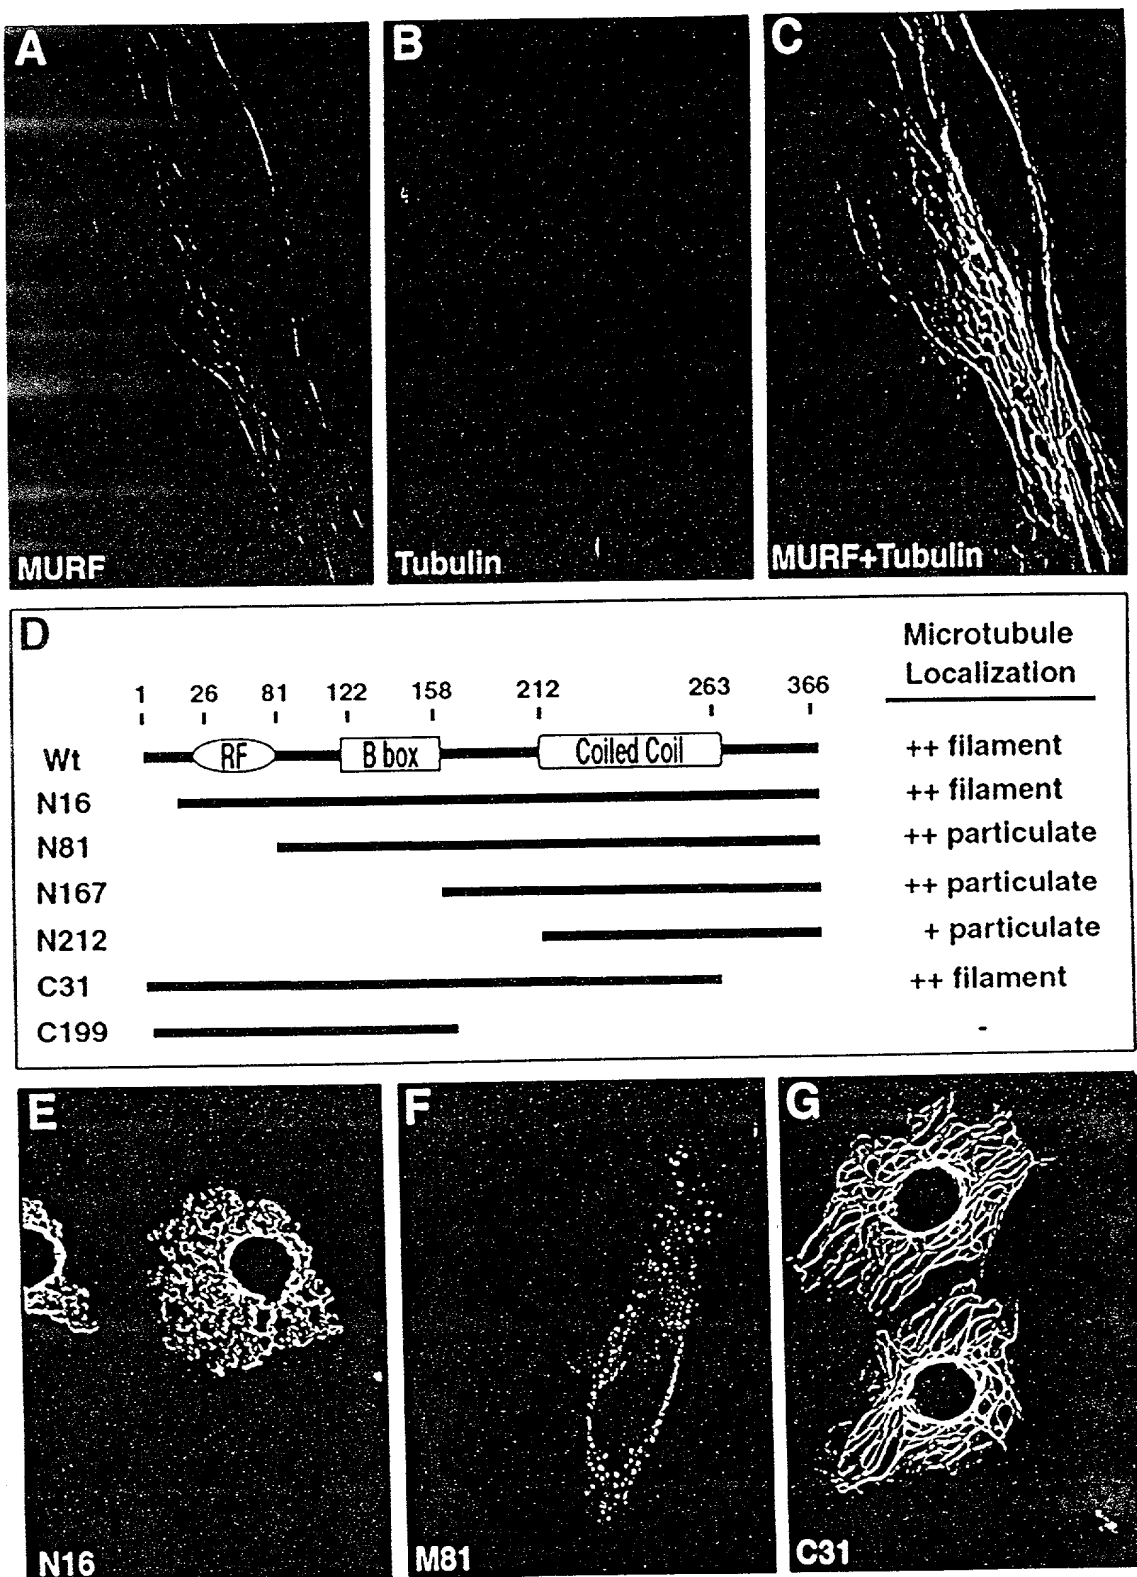 A
B
C
MURF
Tubulin
MURF+Tubulin
D
Microtubule
Localization
1 26 81 122 158 212 263 366
Wt RF B box Coiled Coil ++ filament
N16 ++ filament
N81 ++ particulate
N167 ++ particulate
N212 + particulate
C31 ++ filament
C199 -
E
F
G
N16
M81
C31